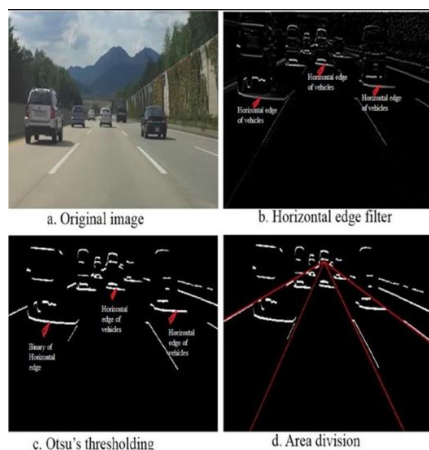 Horizontal edge
of vehicles
Horizontal edge
of vehicles
Horizontal edge
of vehicles
a. Original image
b. Horizontal edge filter
Horizontal
edge of
vehicles
Horizontal
edge of
vehicles
Binary of
Horizontal
edge
c. Otsu's thresholding
d. Area division